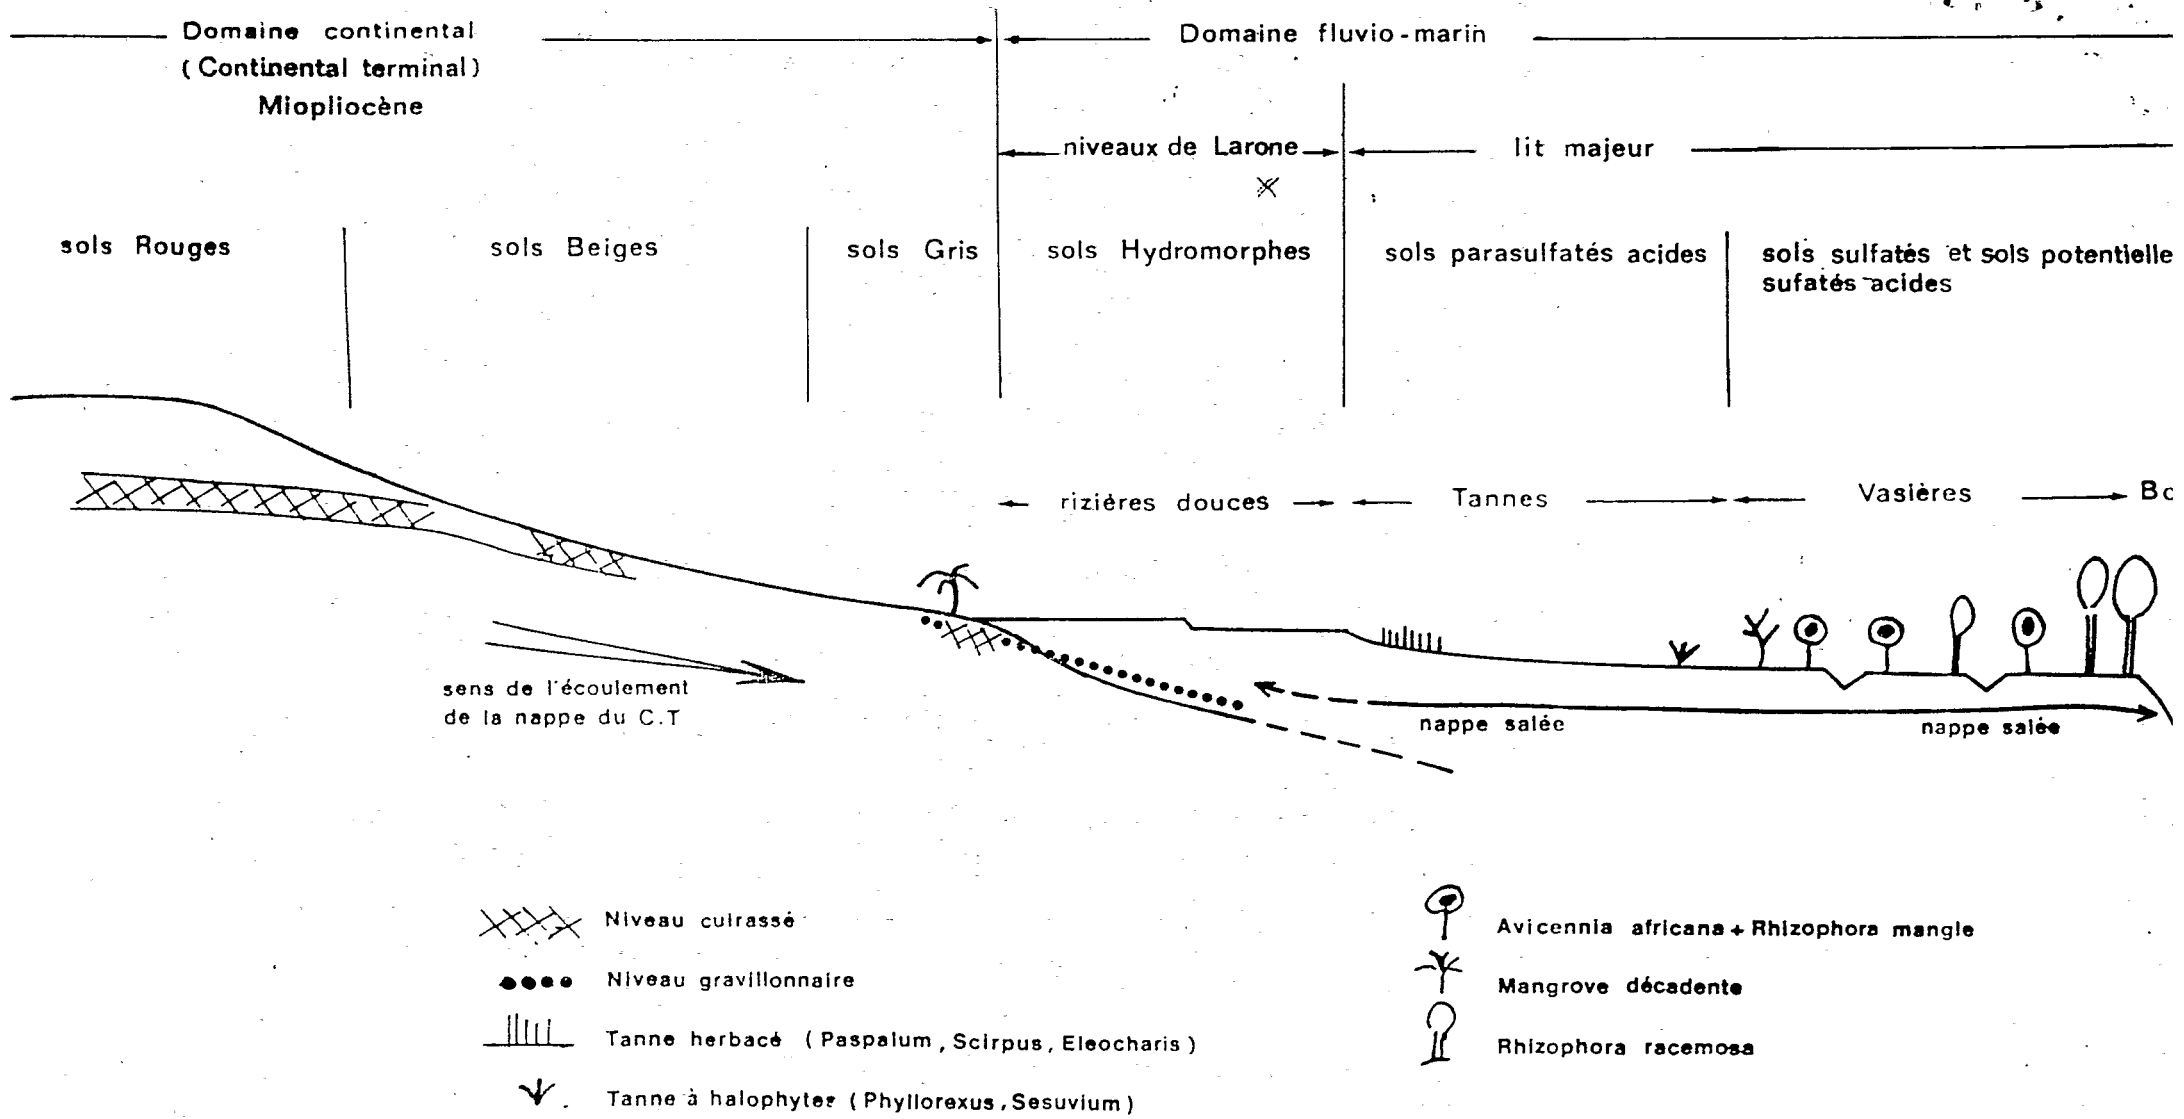 Domaine continental
(Continental terminal)
Miopliocène
Domaine fluvio-marin
niveaux de Larone
lit majeur
sols Rouges
sols Beiges
sols Gris
sols Hydromorphes
sols parasulfatés acides
sols sulfatés et sols potentielle
sufatés acides
rizières douces
Tannes
Vasières
Bo
sens de l'écoulement
de la nappe du C.T
nappe salée
nappe salée
Niveau cuirassé
Niveau gravillonnaire
Tanne herbacé (Paspalum, Scirpus, Eleocharis)
Tanne à halophyter (Phyllorexus, Sesuvium)
Avicennia africana + Rhizophora mangle
Mangrove décadente
Rhizophora racemosa